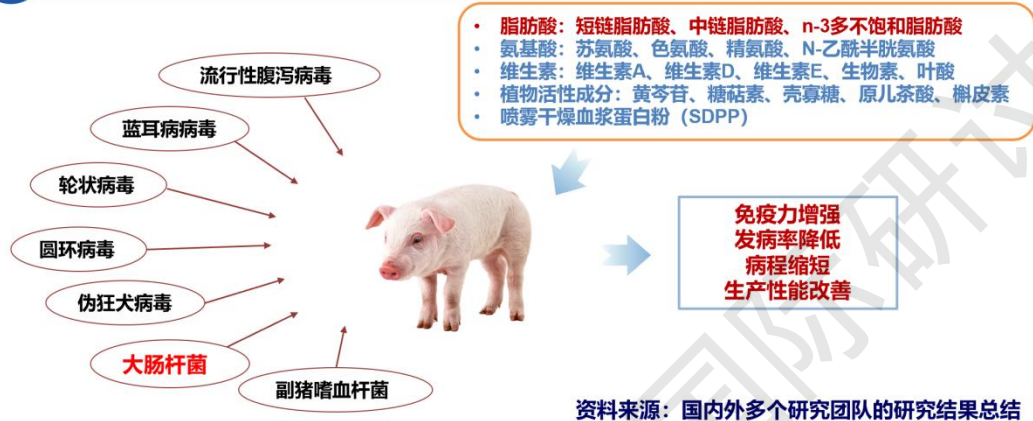 • 脂肪酸：短链脂肪酸、中链脂肪酸、n-3多不饱和脂肪酸
• 氨基酸：苏氨酸、色氨酸、精氨酸、N-乙酰半胱氨酸
• 维生素：维生素A、维生素D、维生素E、生物素、叶酸
• 植物活性成分：黄芩苷、糖萜素、壳寡糖、原儿茶酸、槲皮素
• 喷雾干燥血浆蛋白粉（SDPP）
流行性腹泻病毒
蓝耳病病毒
轮状病毒
圆环病毒
伪狂犬病毒
大肠杆菌
副猪嗜血杆菌
免疫力增强
发病率降低
病程缩短
生产性能改善
资料来源：国内外多个研究团队的研究结果总结
国际研讨